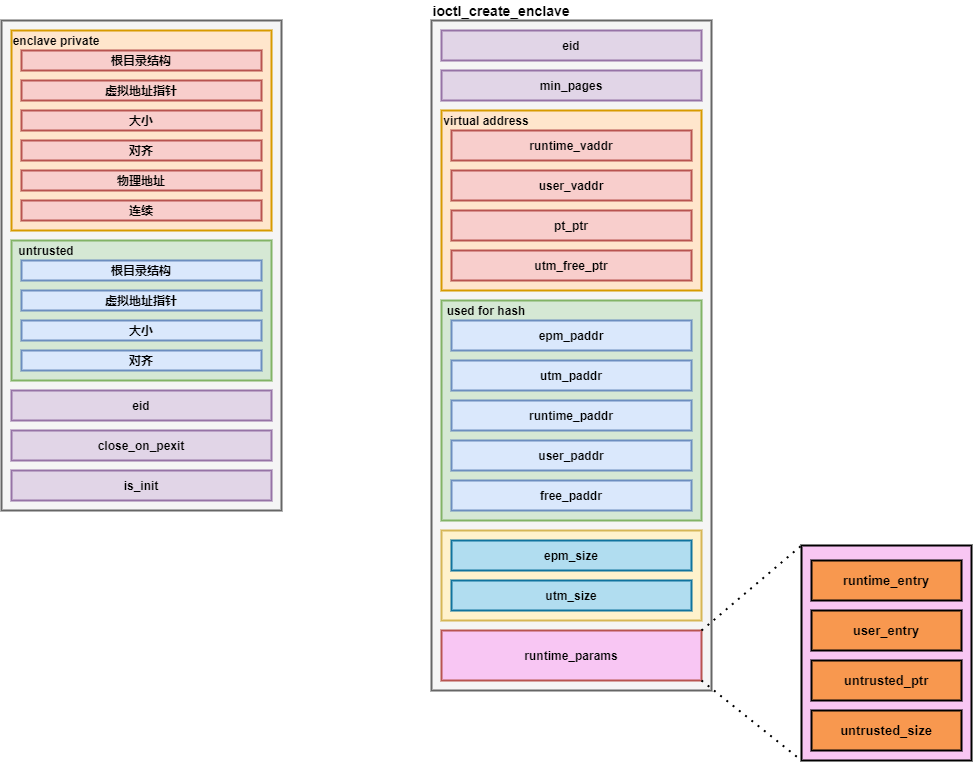 enclave private
根目录结构
虚拟地址指针
大小
对齐
物理地址
连续
untrusted
根目录结构
虚拟地址指针
大小
对齐
eid
close_on_pexit
is_init
ioctl_create_enclave
eid
min_pages
virtual address
runtime_vaddr
user_vaddr
pt_ptr
utm_free_ptr
used for hash
epm_paddr
utm_paddr
runtime_paddr
user_paddr
free_paddr
epm_size
utm_size
runtime_params
runtime_entry
user_entry
untrusted_ptr
untrusted_size